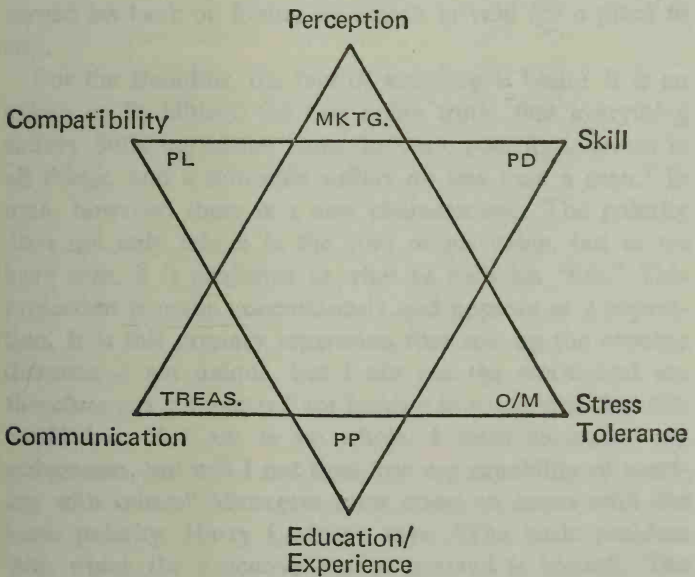 Perception
MKTG.
Compatibility
Skill
PL
PD
TREAS.
O/M
Communication
PP
Stress
Tolerance
Education/
Experience